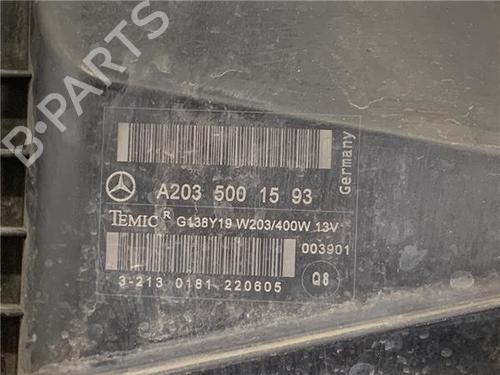 B-PARTS
Germany
A203 500 15 93
TEMIC R G138Y19 W203/400W 13V
003901
3-213 0181 220605
Q8